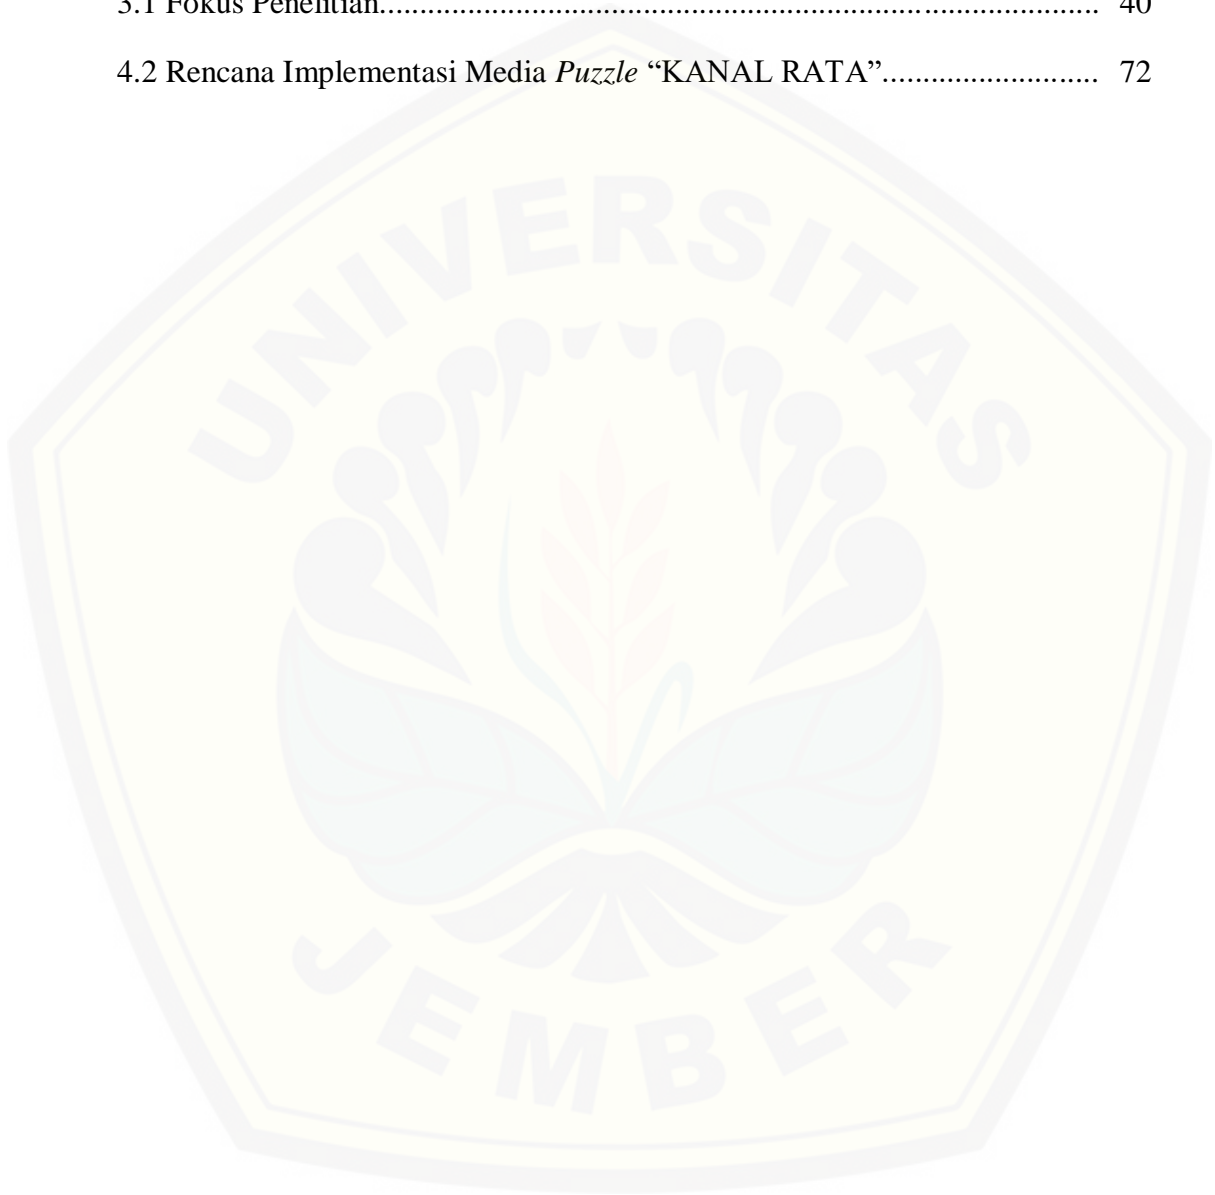 3.1 Fokus Penelitian........................................................................................... 40
4.2 Rencana Implementasi Media Puzzle “KANAL RATA”........................... 72
UNIVERSITAS
JEMBER